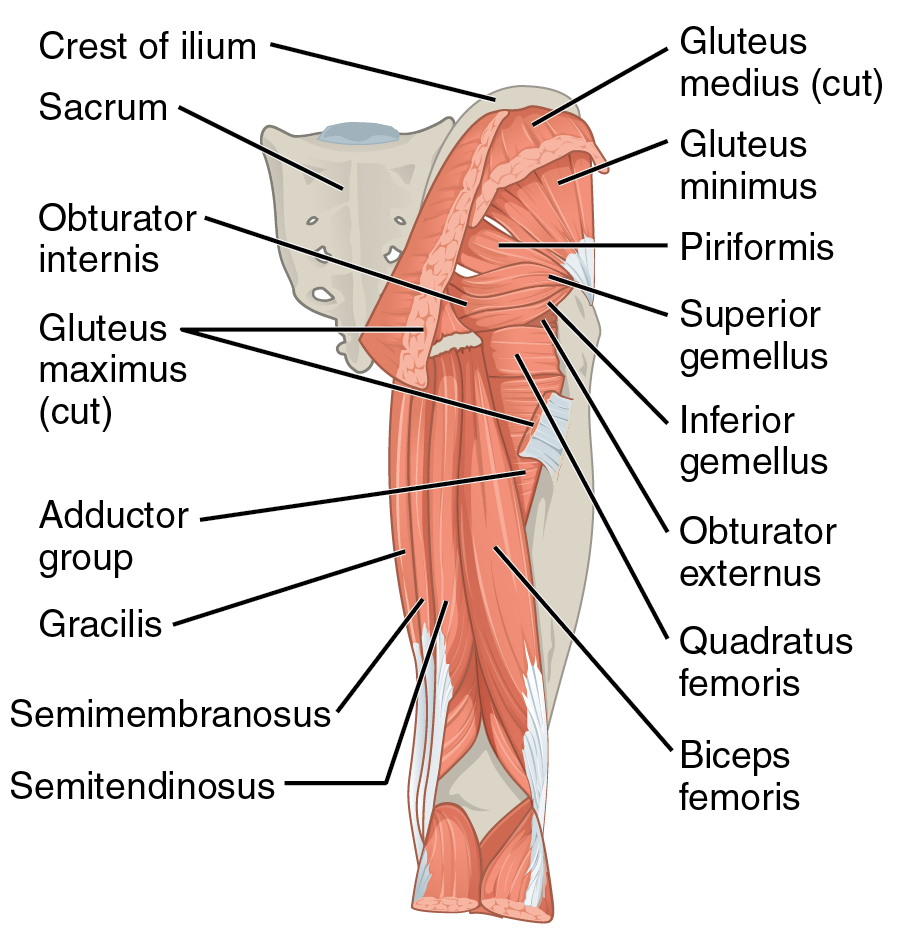 Crest of ilium
Sacrum
Obturator
internis
Gluteus
maximus
(cut)
Adductor
group
Gracilis
Semimembranosus
Semitendinosus
Gluteus
medius (cut)
Gluteus
minimus
Piriformis
Superior
gemellus
Inferior
gemellus
Obturator
externus
Quadratus
femoris
Biceps
femoris